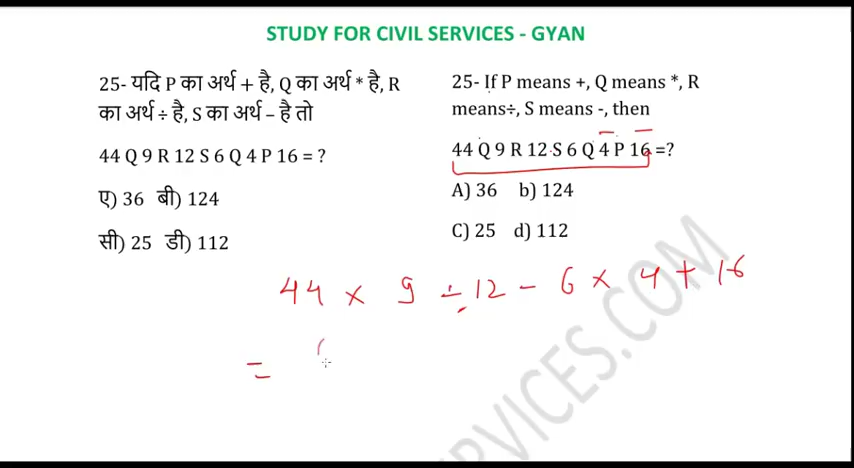 STUDY FOR CIVIL SERVICES - GYAN
25- यदि P का अर्थ + है, Q का अर्थ * है, R
का अर्थ ÷ है, S का अर्थ – है तो
44 Q 9 R 12 S 6 Q 4 P 16 = ?
ए) 36 बी) 124
सी) 25 डी) 112
25- If P means +, Q means *, R
means÷, S means -, then
44 Q 9 R 12 S 6 Q 4 P 16 =?
A) 36 b) 124
C) 25 d) 112
44 × 9 ÷ 12 - 6 × 4 + 16
=
SERVICES.COM